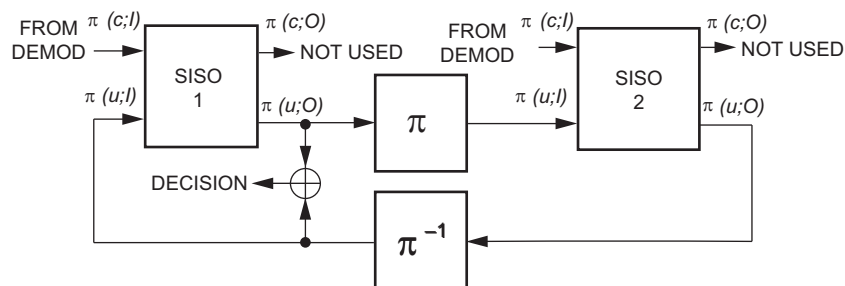 FROM DEMOD
π (c;I)
π (c;O)
NOT USED
SISO 1
π (u;I)
π (u;O)
π
FROM DEMOD
π (c;I)
π (c;O)
NOT USED
SISO 2
π (u;I)
π (u;O)
DECISION
π⁻¹